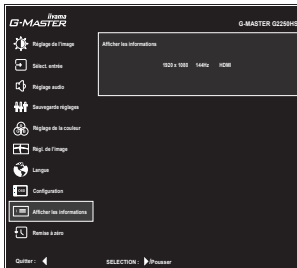 iiyama
G-MASTER
G-MASTER G2250HS
Réglage de l'image
Afficher les informations
1920 x 1080 144Hz HDMI
Sélect. entrée
Réglage audio
Sauvegarde réglages
Réglage de la couleur
Régl. de l'image
Langue
OSD Configuration
Afficher les informations
Remise à zéro
Quitter :
SELECTION : /Pousser